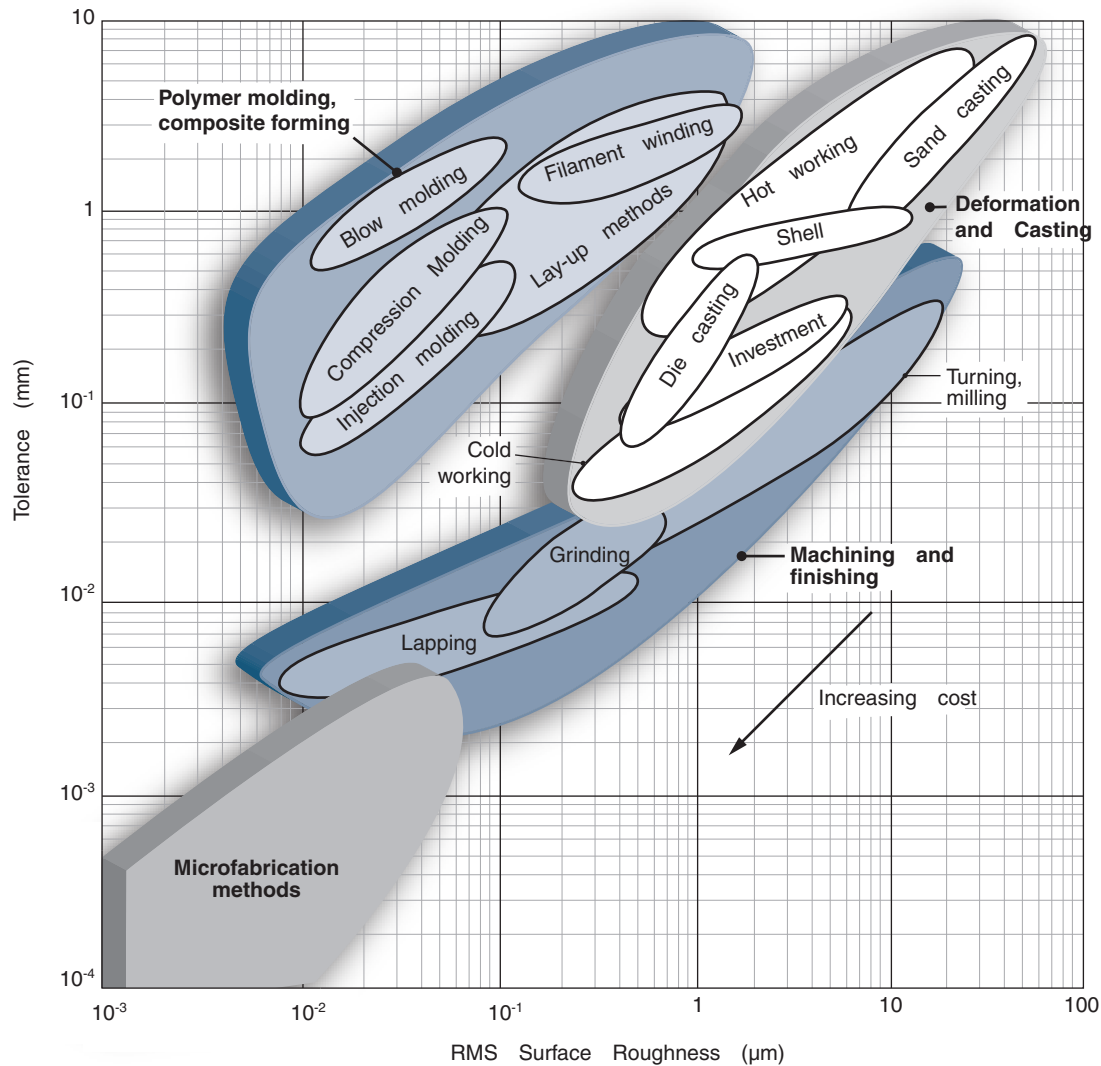 10
1
10-1
10-2
10-3
10-4
Tolerance (mm)
Polymer molding,
composite forming
Blow molding
Compression Molding
Injection molding
Filament winding
Lay-up methods
Hot working
Sand casting
Shell
Die casting
Investment
Deformation
and Casting
Turning,
milling
Cold
working
Grinding
Lapping
Machining and
finishing
Increasing cost
Microfabrication
methods
10-3
10-2
10-1
1
10
100
RMS Surface Roughness (µm)